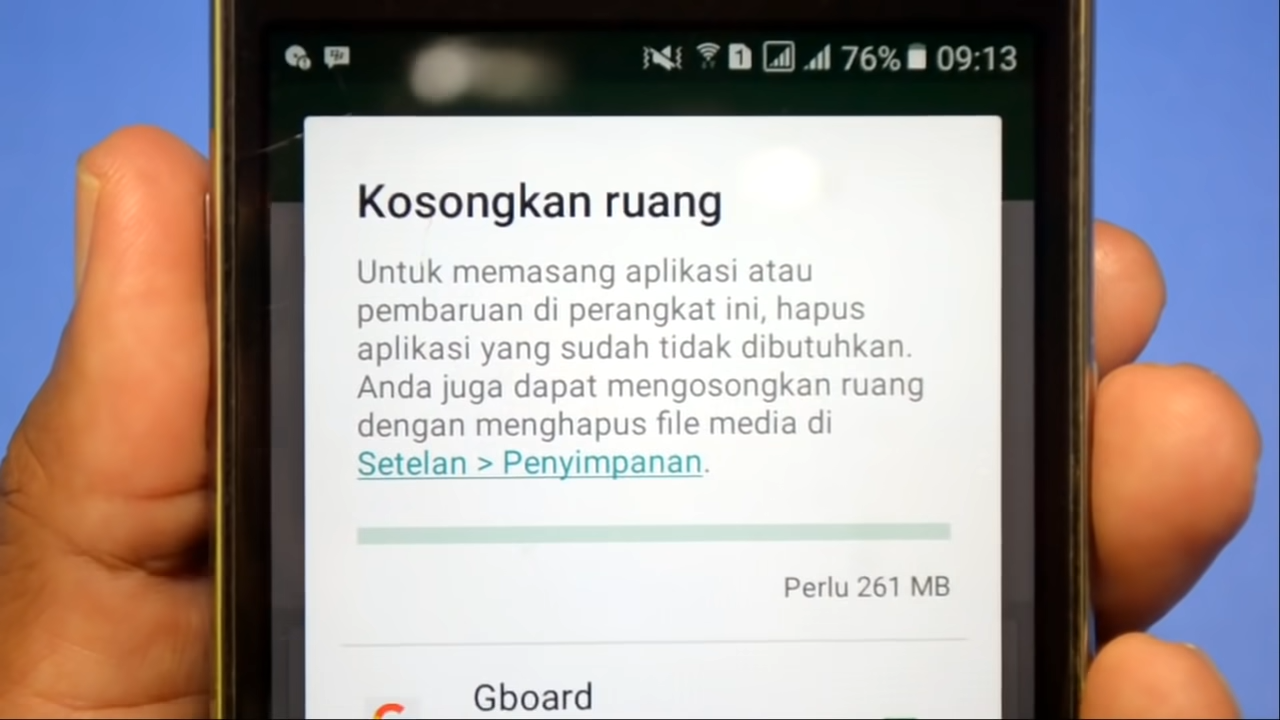 1 76% 09:13
Kosongkan ruang
Untuk memasang aplikasi atau
pembaruan di perangkat ini, hapus
aplikasi yang sudah tidak dibutuhkan.
Anda juga dapat mengosongkan ruang
dengan menghapus file media di
Setelan > Penyimpanan.
Perlu 261 MB
Gboard